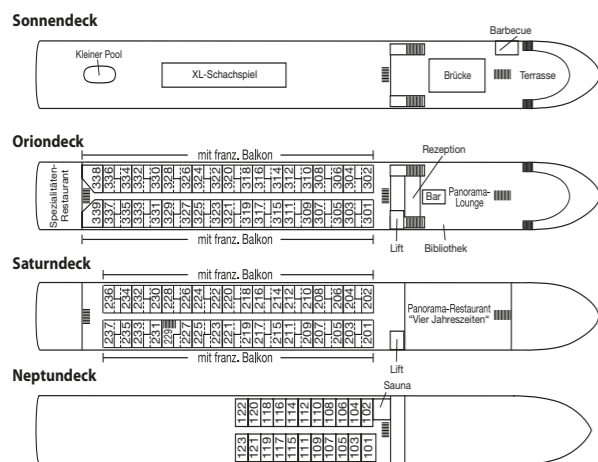 Sonnendeck
Barbecue
Kleiner Pool
XL-Schachspiel
Brücke
Terrasse
Oriondeck
mit franz. Balkon
Rezeption
Spezialitäten-
Restaurant
338 336 334 332 330 328 326 324 322 320 318 316 314 312 310 308 306 304 302
339 337 335 333 331 329 327 325 323 321 319 317 315 311 309 307 305 303 301
Bar
Panorama-
Lounge
mit franz. Balkon
Lift
Bibliothek
Saturndeck
mit franz. Balkon
236 234 232 230 228 226 224 222 220 218 216 214 212 210 208 206 204 202
237 235 233 231 229 227 225 223 221 219 217 215 211 209 207 205 203 201
Panorama-Restaurant
"Vier Jahreszeiten"
mit franz. Balkon
Lift
Neptundeck
Sauna
122 120 118 116 114 112 110 108 106 104 102
123 121 119 117 115 111 109 107 105 103 101